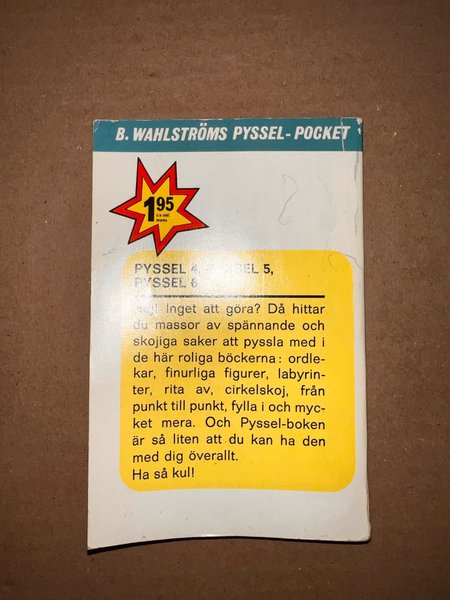 B. WAHLSTRÖMS PYSSEL-POCKET
1.95
PYSSEL 4, PYSSEL 5,
PYSSEL 6
Inget att göra? Då hittar
du massor av spännande och
skojiga saker att pyssla med i
de här roliga böckerna: ordle-
kar, finurliga figurer, labyrin-
ter, rita av, cirkelskoj, från
punkt till punkt, fylla i och myc-
ket mera. Och Pyssel-boken
är så liten att du kan ha den
med dig överallt.
Ha så kul!